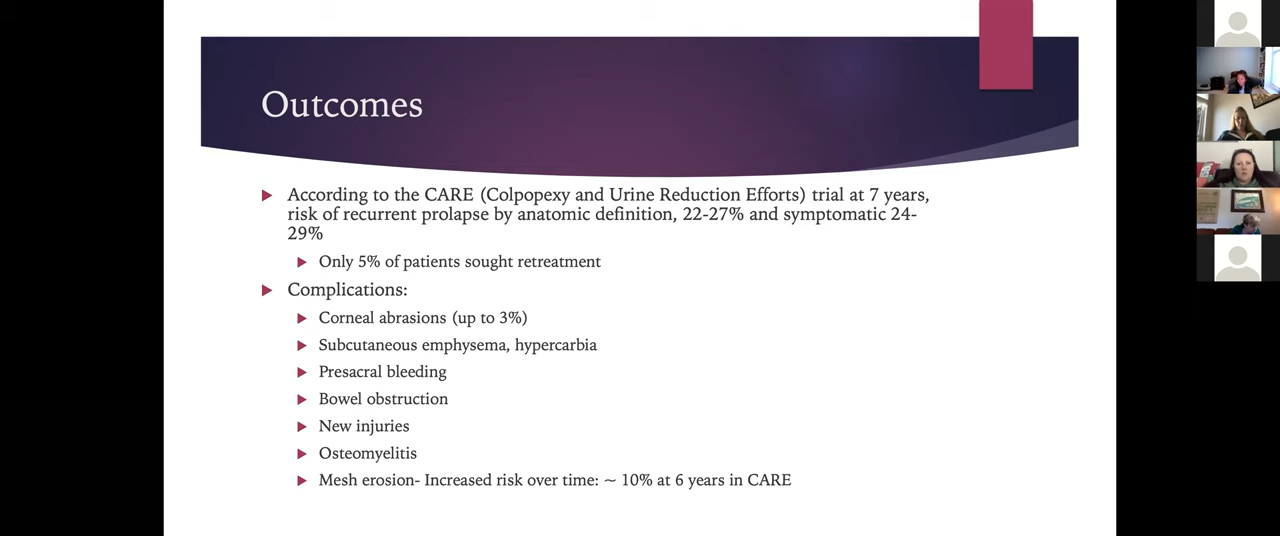 Outcomes
According to the CARE (Colpopexy and Urine Reduction Efforts) trial at 7 years,
risk of recurrent prolapse by anatomic definition, 22-27% and symptomatic 24-
29%
Only 5% of patients sought retreatment
Complications:
Corneal abrasions (up to 3%)
Subcutaneous emphysema, hypercarbia
Presacral bleeding
Bowel obstruction
New injuries
Osteomyelitis
Mesh erosion- Increased risk over time: ~ 10% at 6 years in CARE